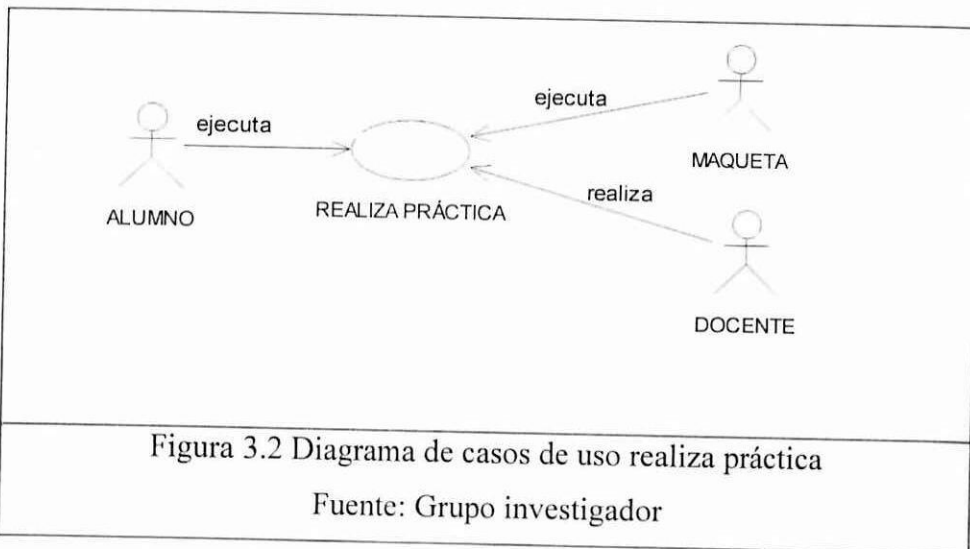 ejecuta
ejecuta
MAQUETA
ALUMNO
REALIZA PRÁCTICA
realiza
DOCENTE
Figura 3.2 Diagrama de casos de uso realiza práctica
Fuente: Grupo investigador